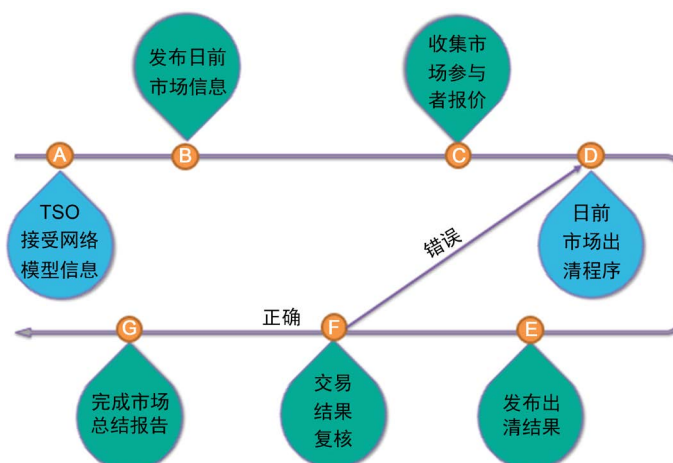 发布日前
市场信息
收集市
场参与
者报价
A
B
C
D
TSO
接受网络
模型信息
日前
市场出
清程序
错误
正确
G
F
E
完成市场
总结报告
交易
结果
复核
发布出
清结果